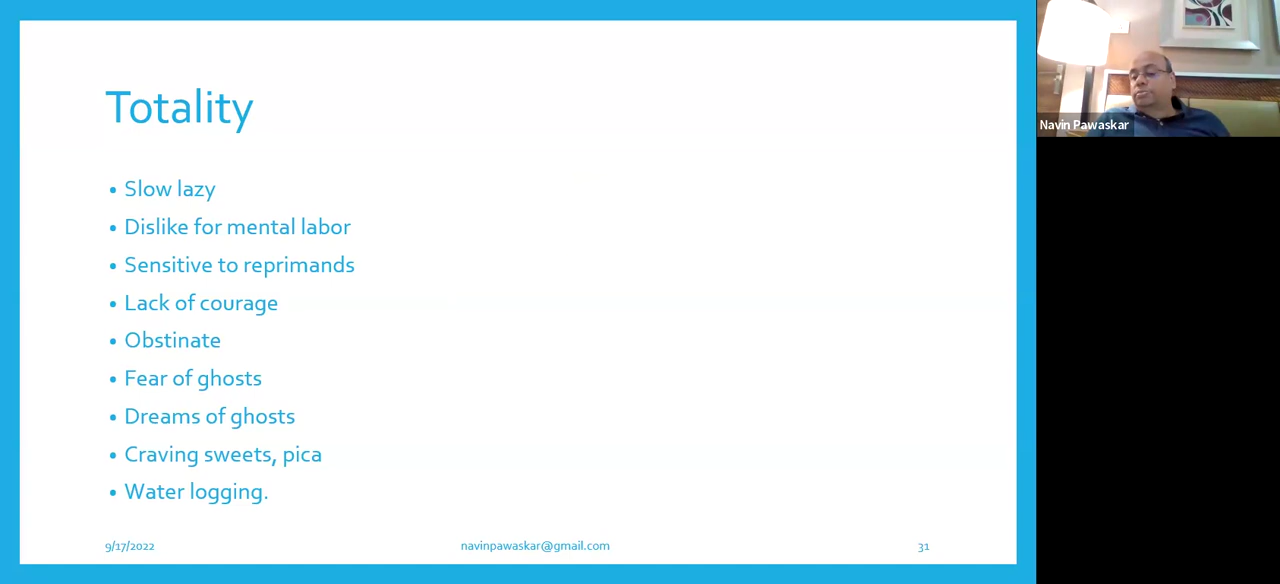 Totality
• Slow lazy
• Dislike for mental labor
• Sensitive to reprimands
• Lack of courage
• Obstinate
• Fear of ghosts
• Dreams of ghosts
• Craving sweets, pica
• Water logging.
9/17/2022
navinpawaskar@gmail.com
31
Navin Pawaskar